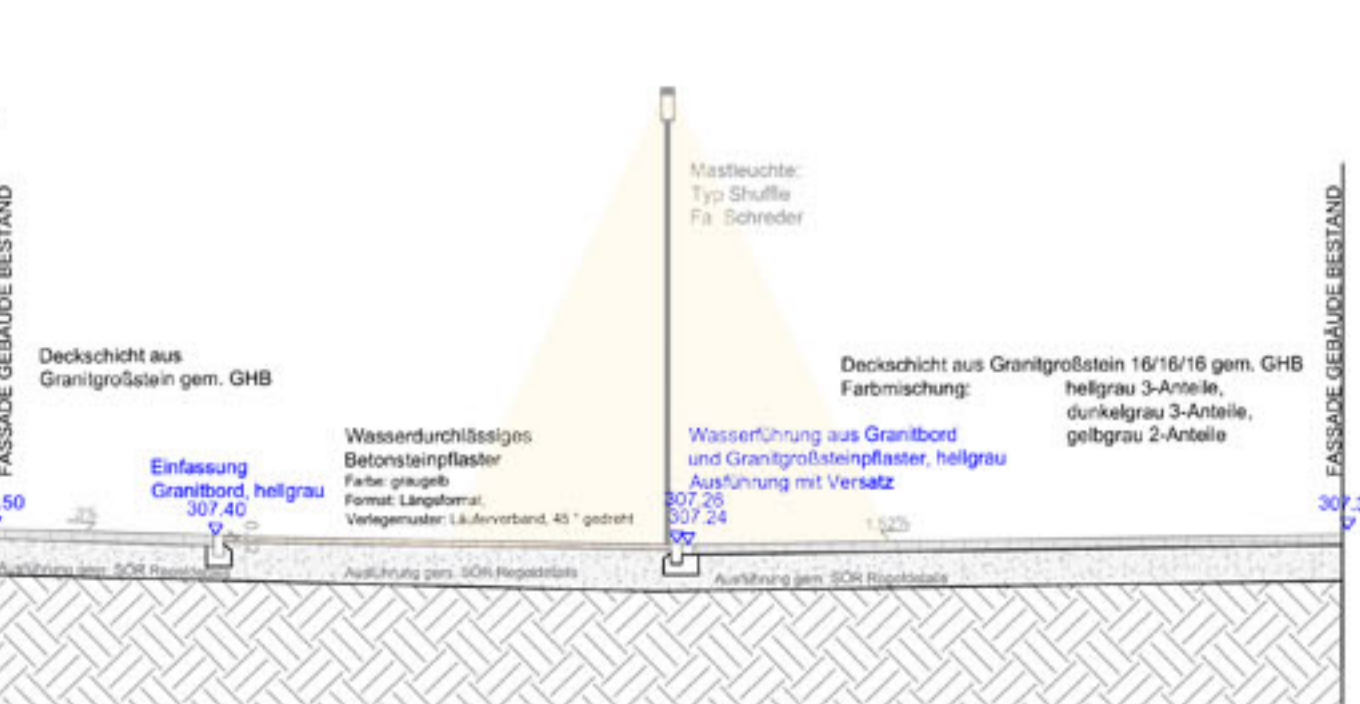 Mastleuchte:
Typ Shuffle
Fa. Schreder
FASSADE GEBÄUDE BESTAND
FASSADE GEBÄUDE BESTAND
Deckschicht aus
Granitgroßstein gem. GHB
Deckschicht aus Granitgroßstein 16/16/16 gem. GHB
Farbmischung: hellgrau 3-Anteile,
dunkelgrau 3-Anteile,
gelbgrau 2-Anteile
Wasserdurchlässiges
Betonsteinpflaster
Farbe: graugelb
Format: Längsformat,
Verlegemuster: Läuferverband, 45 ° gedreht
Wasserführung aus Granitbord
und Granitgroßsteinpflaster, hellgrau
Ausführung mit Versatz
Einfassung
Granitbord, hellgrau
307.40
.50
307.26
307.24
307.
Ausführung gem. SÖR Regeldetails
Ausführung gem. SÖR Regeldetails
Ausführung gem. SÖR Regeldetails